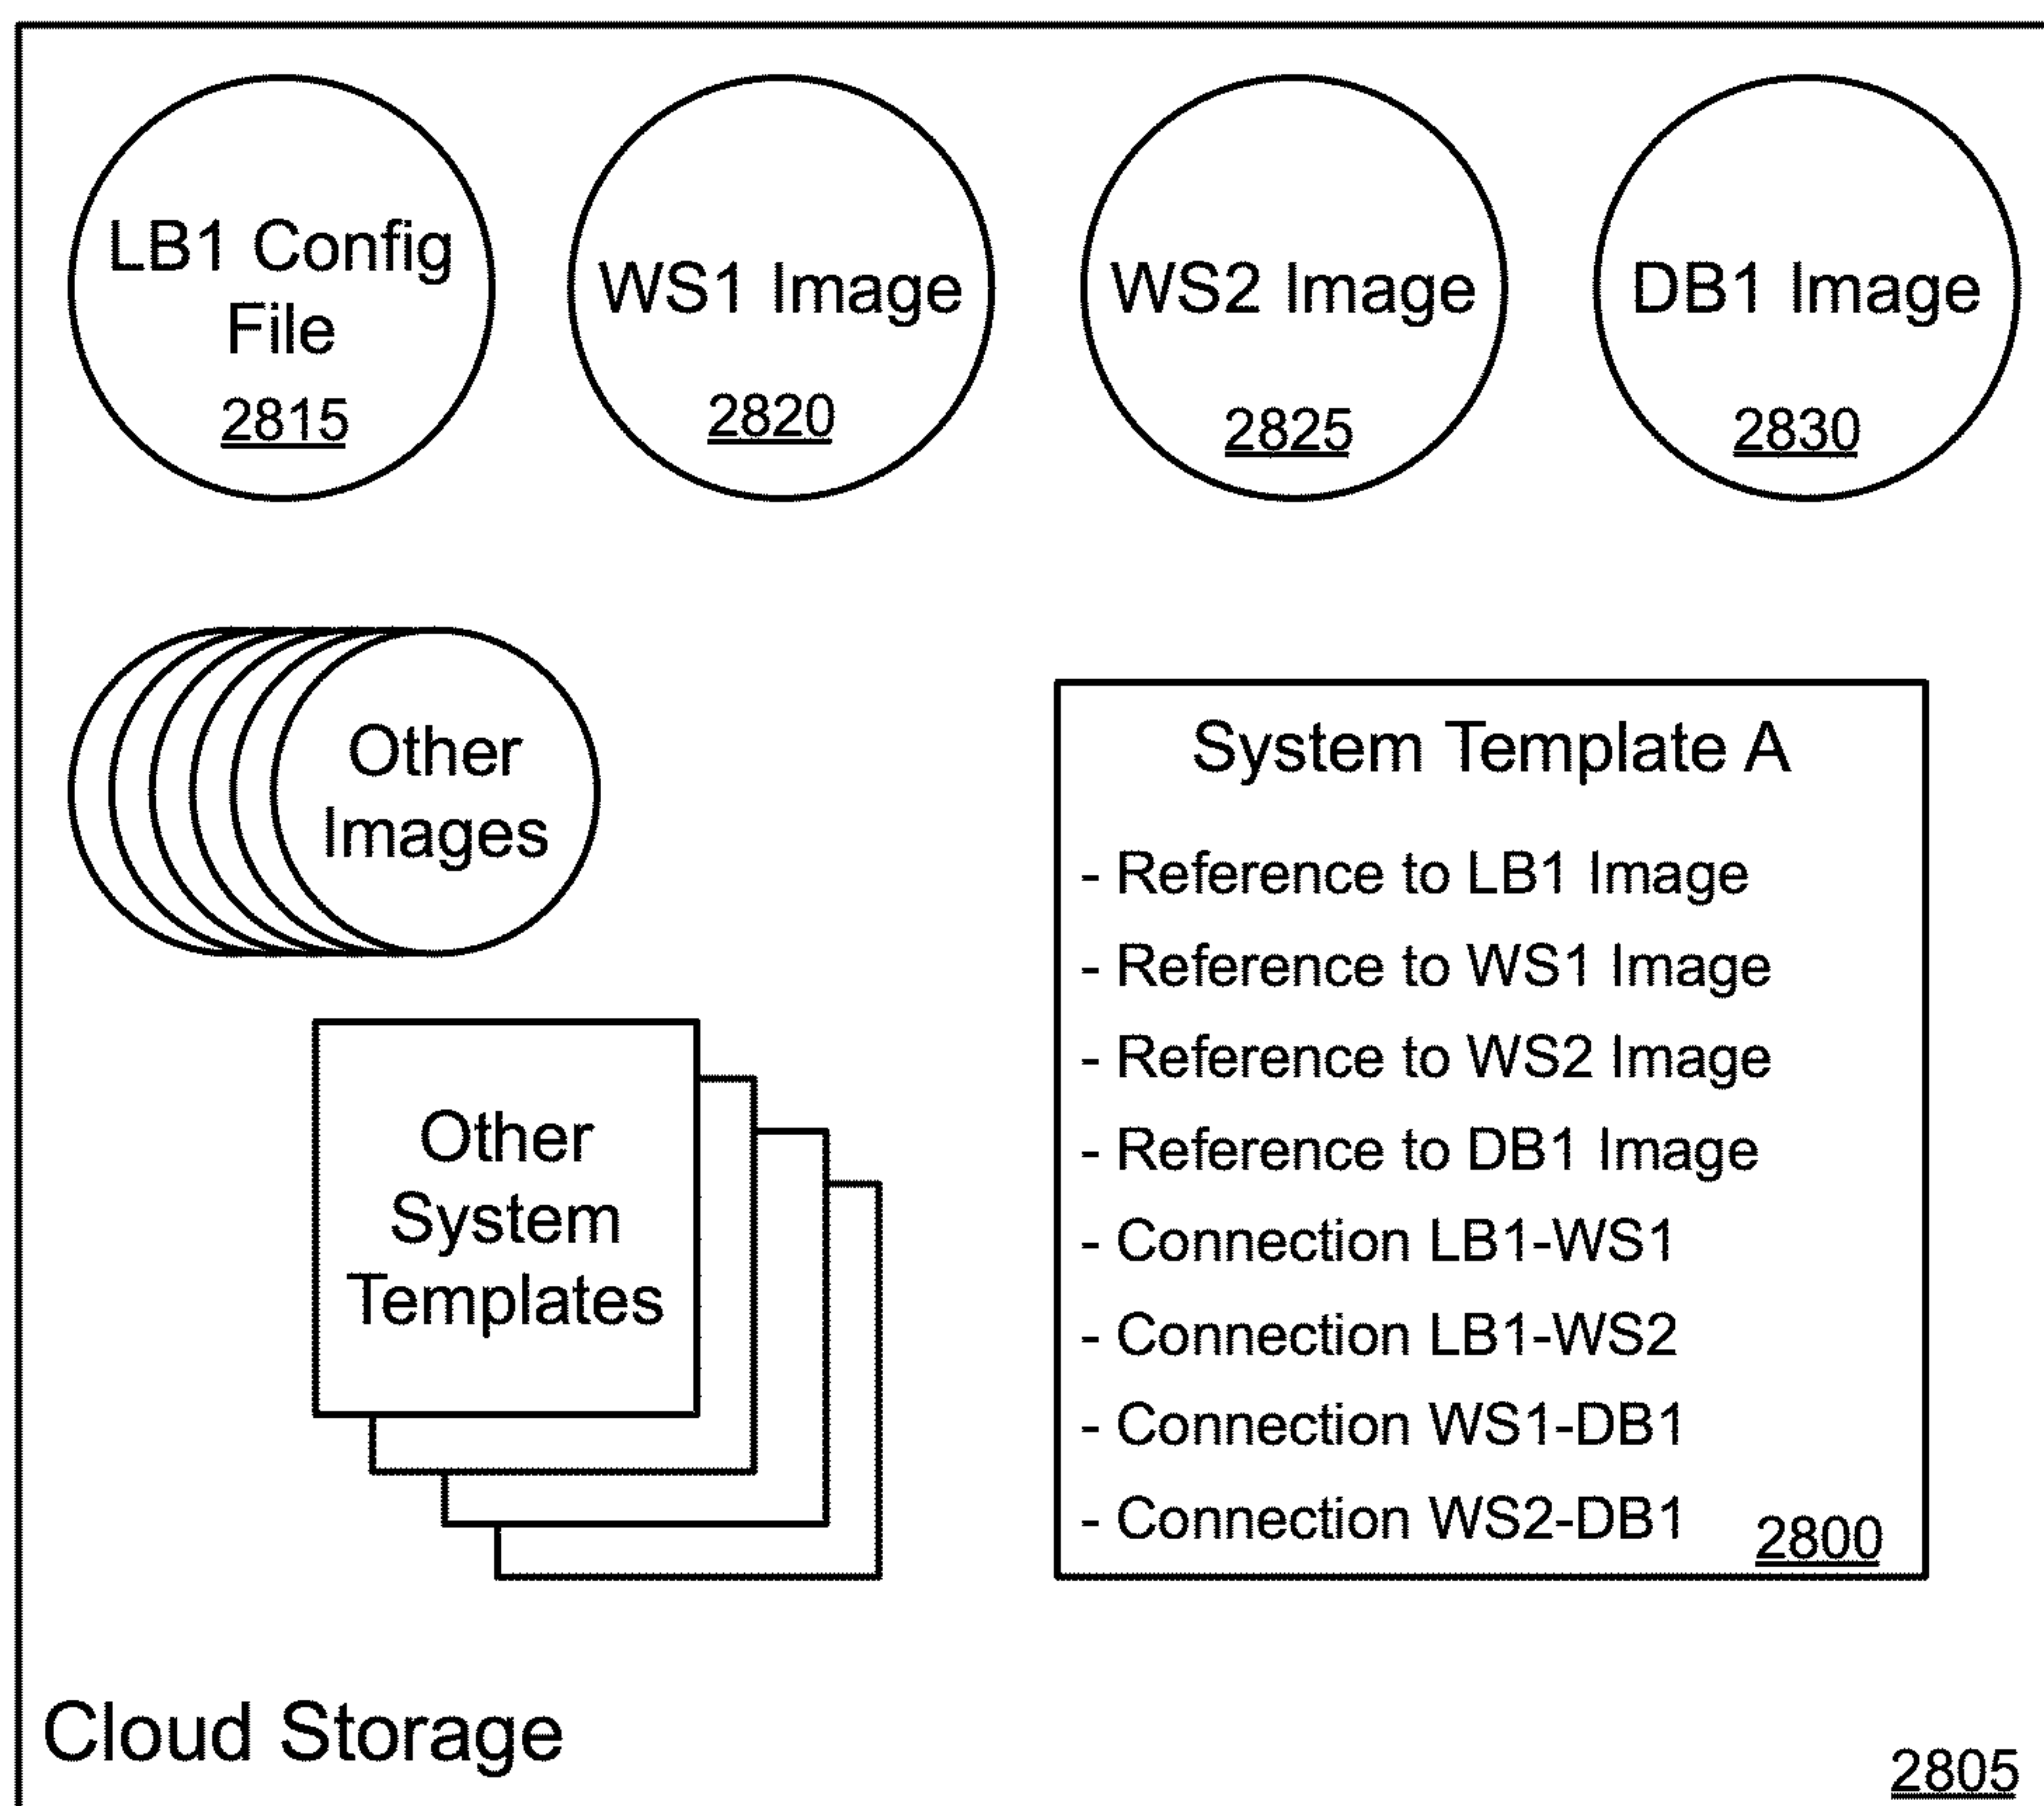 LB1 Config
File
2815
WS1 Image
2820
WS2 Image
2825
DB1 Image
2830
Other
Images
Other
System
Templates
System Template A
- Reference to LB1 Image
- Reference to WS1 Image
- Reference to WS2 Image
- Reference to DB1 Image
- Connection LB1-WS1
- Connection LB1-WS2
- Connection WS1-DB1
- Connection WS2-DB1
2800
Cloud Storage
2805